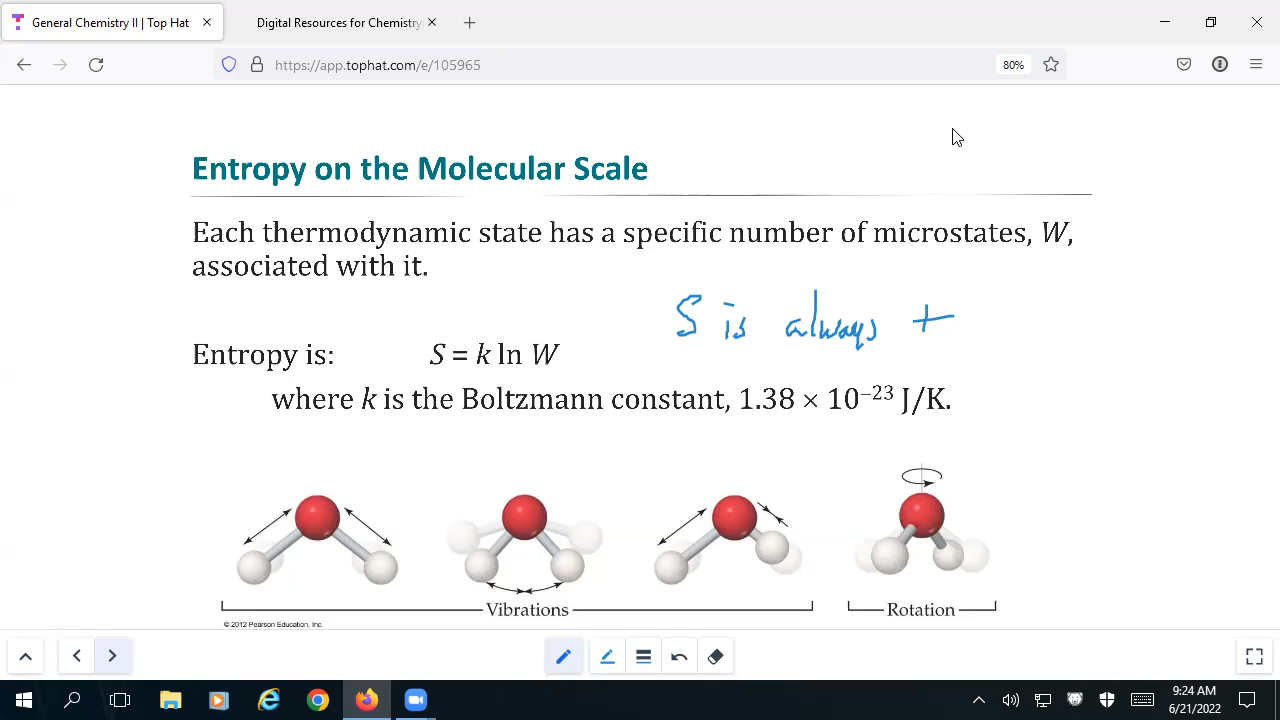 General Chemistry II | Top Hat
Digital Resources for Chemistry
https://app.tophat.com/e/105965
80%
Entropy on the Molecular Scale
Each thermodynamic state has a specific number of microstates, W,
associated with it.
S is always +
Entropy is: S = k ln W
where k is the Boltzmann constant, 1.38 × 10⁻²³ J/K.
Vibrations
Rotation
© 2012 Pearson Education, Inc.
9:24 AM
6/21/2022